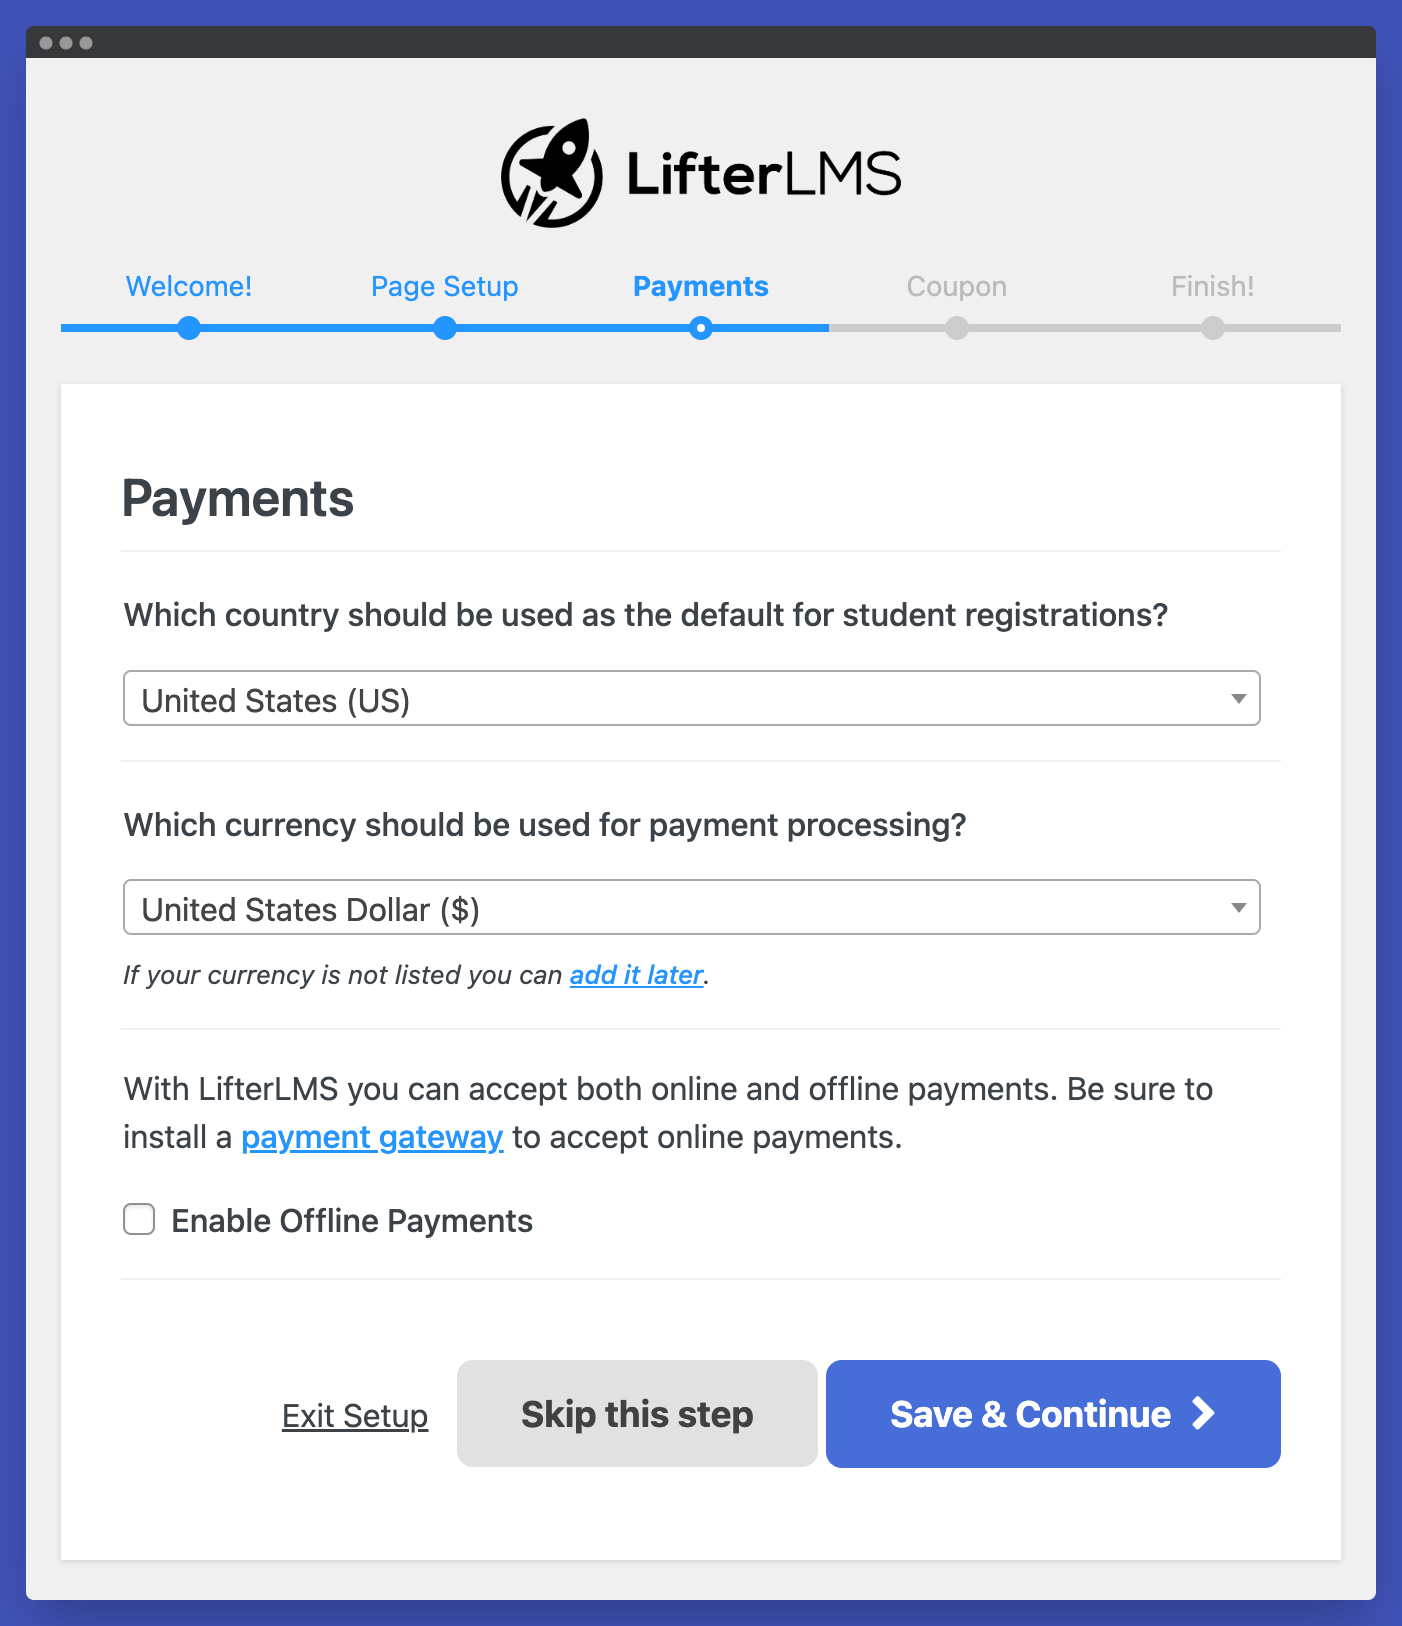 LifterLMS
Welcome!
Page Setup
Payments
Coupon
Finish!
Payments
Which country should be used as the default for student registrations?
United States (US)
Which currency should be used for payment processing?
United States Dollar ($)
If your currency is not listed you can add it later.
With LifterLMS you can accept both online and offline payments. Be sure to
install a payment gateway to accept online payments.
Enable Offline Payments
Exit Setup
Skip this step
Save & Continue